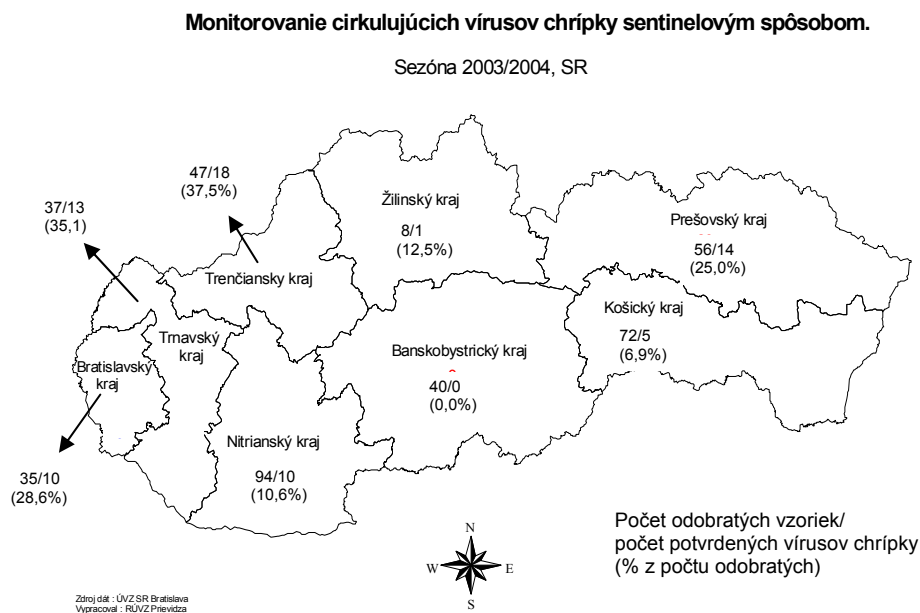 Monitorovanie cirkulujúcich vírusov chrípky sentinelovým spôsobom.
Sezóna 2003/2004, SR
47/18
(37,5%)
37/13
(35,1)
Žilinský kraj
8/1
(12,5%)
Prešovský kraj
56/14
(25,0%)
Trenčiansky kraj
Košický kraj
72/5
(6,9%)
Trnavský
kraj
Banskobystrický kraj
40/0
(0,0%)
Bratislavský
kraj
Nitrianský kraj
94/10
(10,6%)
35/10
(28,6%)
N
W
E
S
Počet odobratých vzoriek/
počet potvrdených vírusov chrípky
(% z počtu odobratých)
Zdroj dát : ÚVZ SR Bratislava
Vypracoval : RÚVZ Prievidza